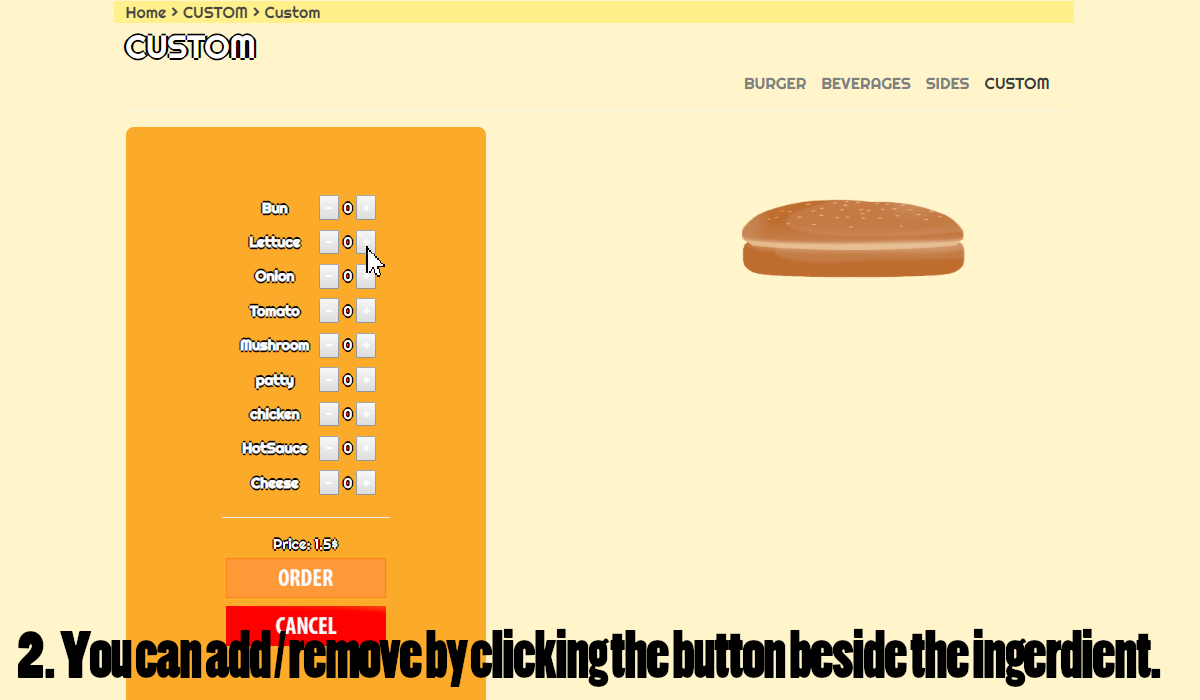 Home > CUSTOM > Custom
CUSTOM
BURGER BEVERAGES SIDES CUSTOM
Bun - 0 +
Lettuce - 0 +
Onion - 0 +
Tomato - 0 +
Mushroom - 0 +
patty - 0 +
chicken - 0 +
HotSauce - 0 +
Cheese - 0 +
Price: 1.5$
ORDER
CANCEL
2. You can add / remove by clicking the button beside the ingerdient.